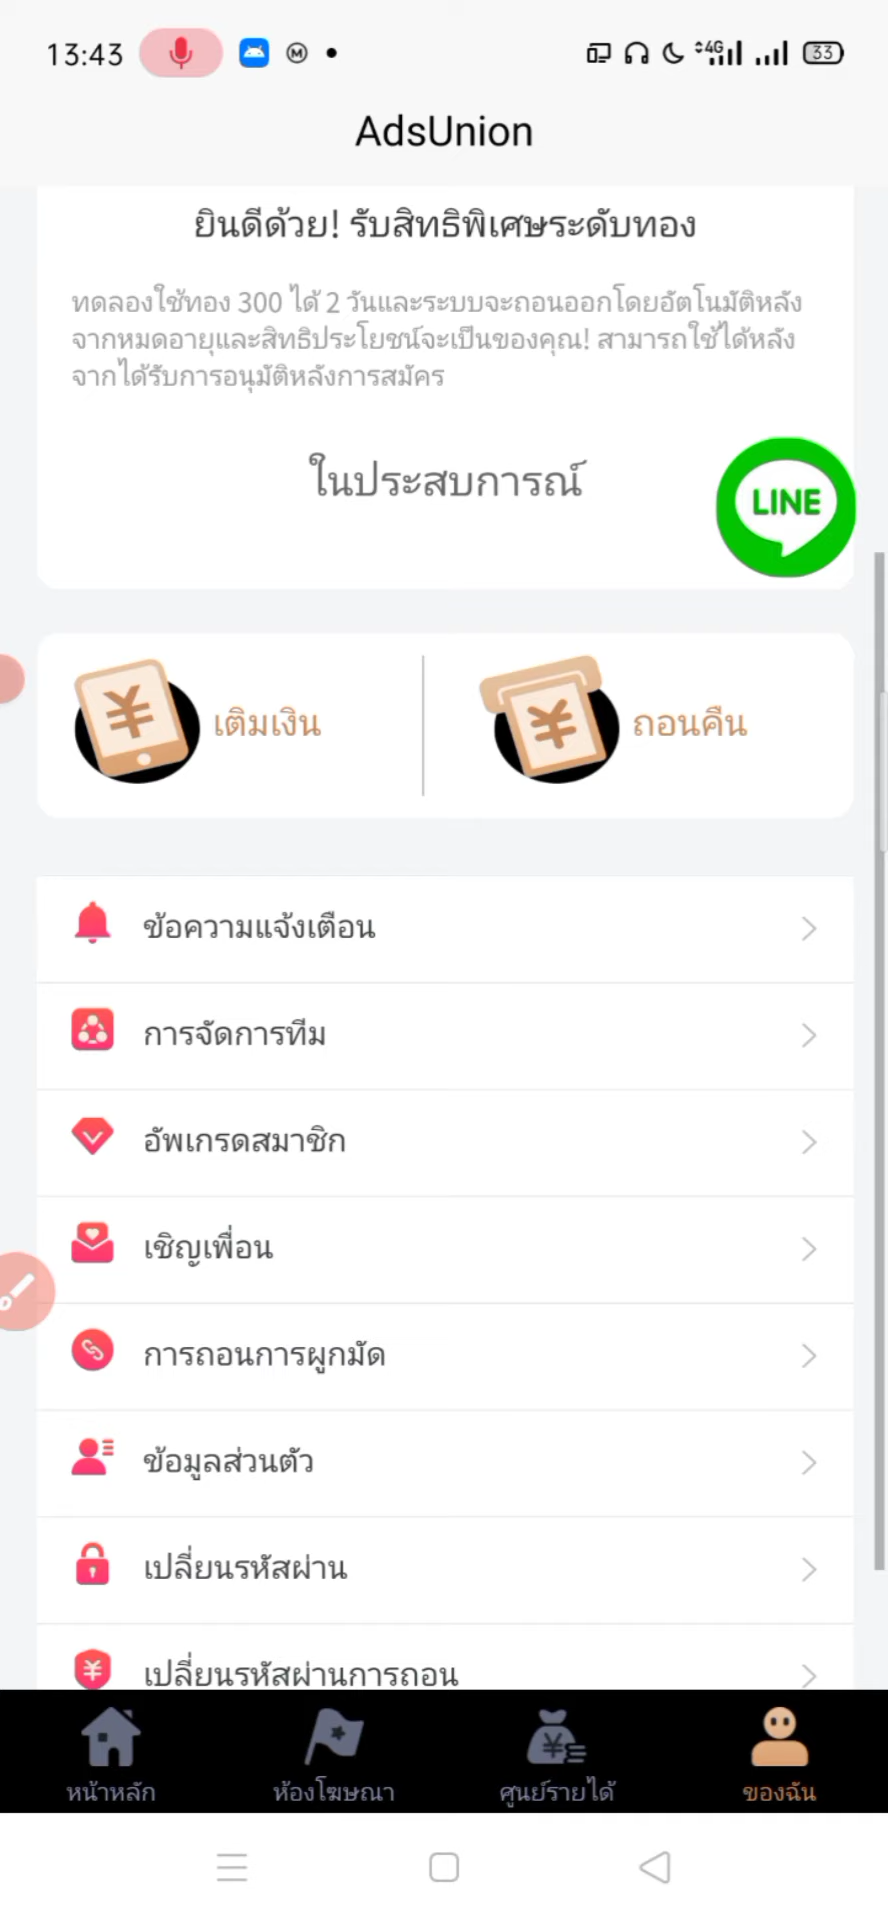 13:43
4G
33
AdsUnion
ยินดีด้วย! รับสิทธิพิเศษระดับทอง
ทดลองใช้ทอง 300 ได้ 2 วันและระบบจะถอนออกโดยอัตโนมัติหลัง
จากหมดอายุและสิทธิประโยชน์จะเป็นของคุณ! สามารถใช้ได้หลัง
จากได้รับการอนุมัติหลังการสมัคร
ในประสบการณ์
LINE
เติมเงิน
ถอนคืน
ข้อความแจ้งเตือน
การจัดการทีม
อัพเกรดสมาชิก
เชิญเพื่อน
การถอนการผูกมัด
ข้อมูลส่วนตัว
เปลี่ยนรหัสผ่าน
เปลี่ยนรหัสผ่านการถอน
หน้าหลัก
ห้องโฆษณา
ศูนย์รายได้
ของฉัน